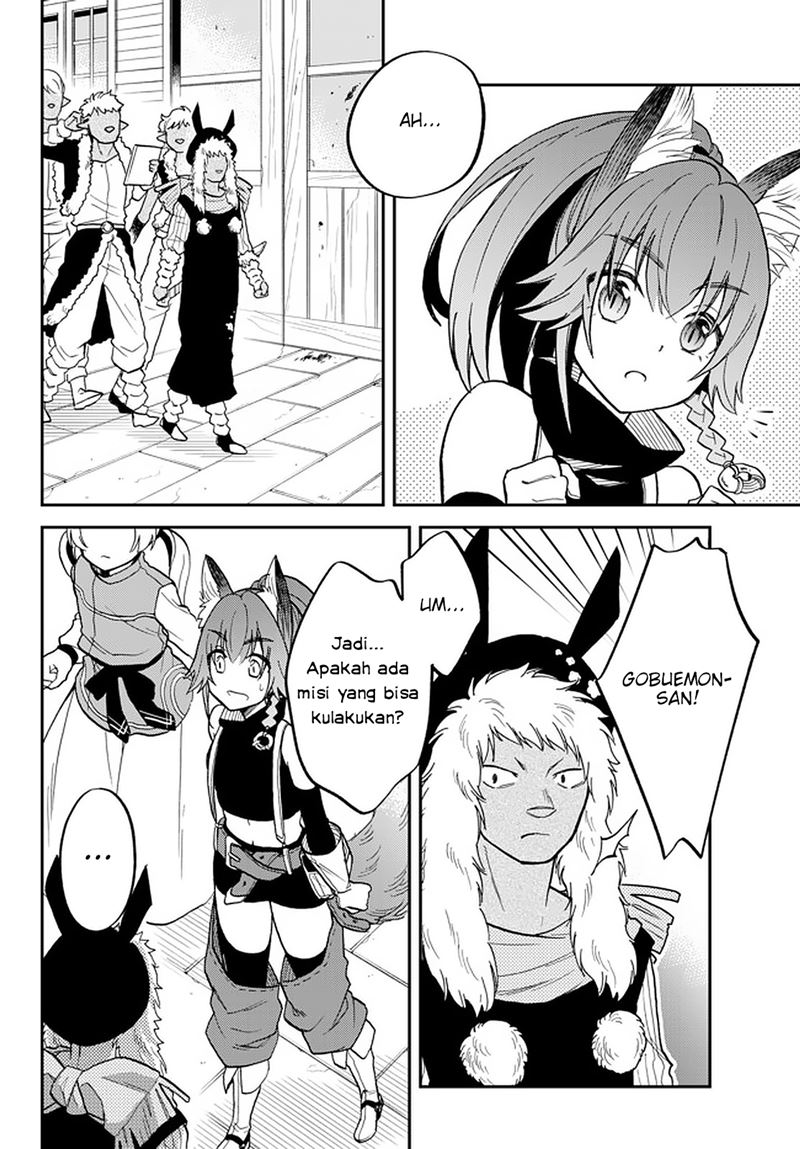 AH...
GOBUEMON-
SAN!
UM...
Jadi...
Apakah ada
misi yang bisa
kulakukan?
...